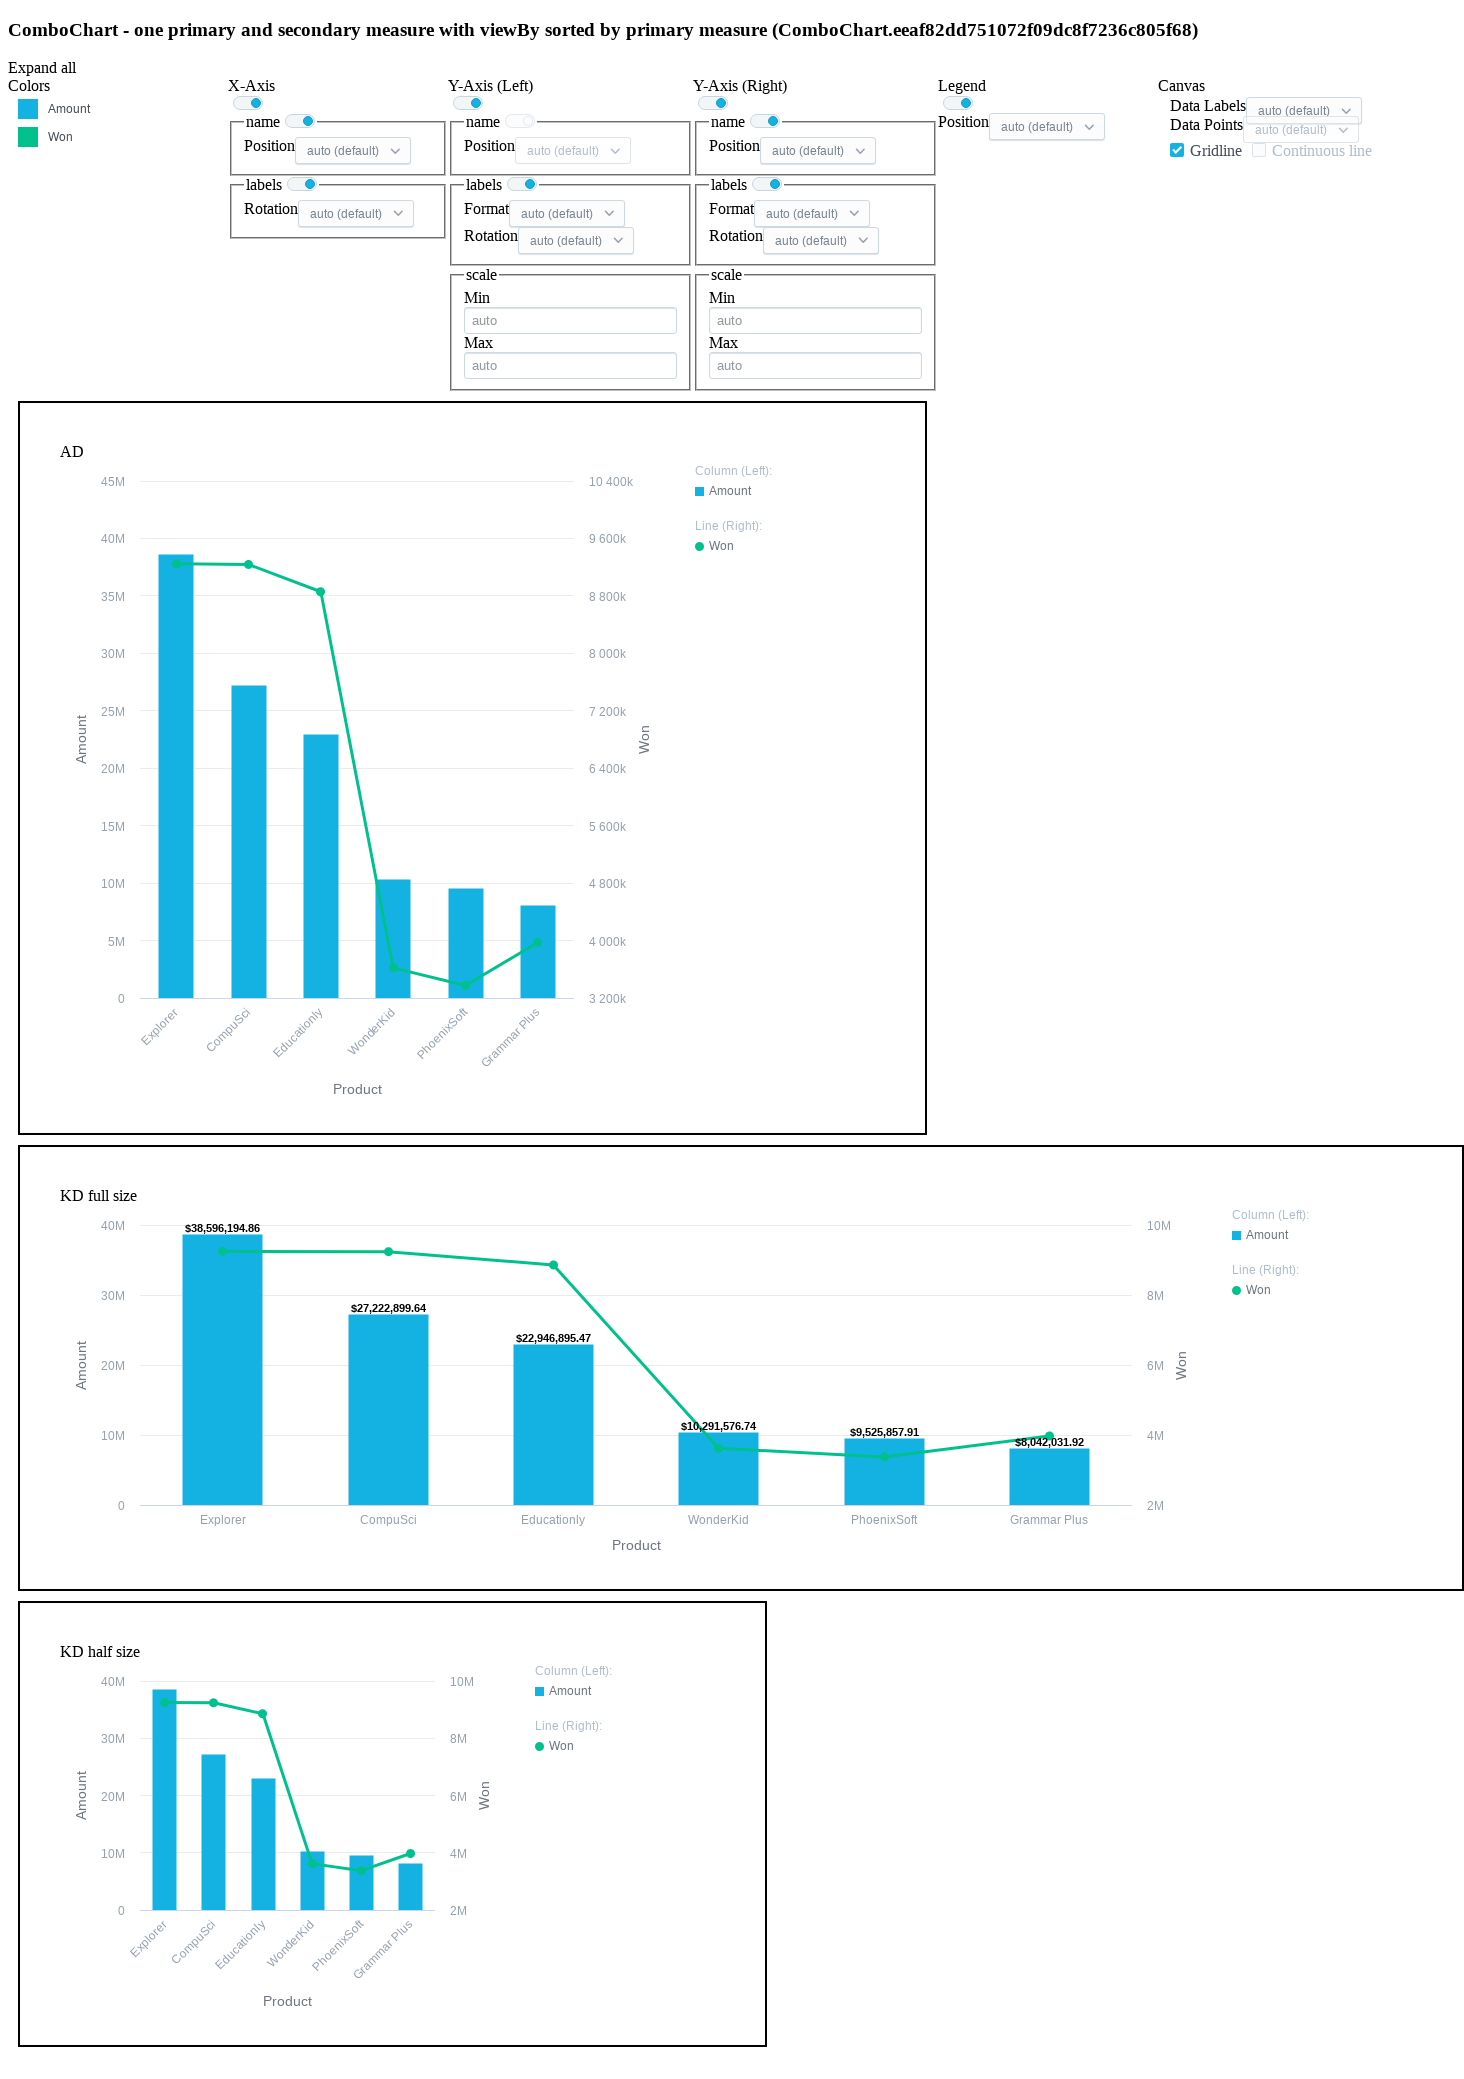 ComboChart - one primary and secondary measure with viewBy sorted by primary measure (ComboChart.eeaf82dd751072f09dc8f7236c805f68)
Expand all
Colors
Amount
Won
X-Axis
name
Position auto (default)
labels
Rotation auto (default)
Y-Axis (Left)
name
Position auto (default)
labels
Format auto (default)
Rotation auto (default)
scale
Min
auto
Max
auto
Y-Axis (Right)
name
Position auto (default)
labels
Format auto (default)
Rotation auto (default)
scale
Min
auto
Max
auto
Legend
Position auto (default)
Canvas
Data Labels auto (default)
Data Points auto (default)
Gridline Continuous line
AD
45M
40M
35M
30M
25M
20M
15M
10M
5M
0
Amount
10 400k
9 600k
8 800k
8 000k
7 200k
6 400k
5 600k
4 800k
4 000k
3 200k
Won
Explorer
CompuSci
Educationly
WonderKid
PhoenixSoft
Grammar Plus
Product
Column (Left):
Amount
Line (Right):
Won
KD full size
40M
30M
20M
10M
0
Amount
$38,596,194.86
$27,222,899.64
$22,946,895.47
$10,291,576.74
$9,525,857.91
$8,042,031.92
10M
8M
6M
4M
2M
Won
Explorer
CompuSci
Educationly
WonderKid
PhoenixSoft
Grammar Plus
Product
Column (Left):
Amount
Line (Right):
Won
KD half size
40M
30M
20M
10M
0
Amount
10M
8M
6M
4M
2M
Won
Explorer
CompuSci
Educationly
WonderKid
PhoenixSoft
Grammar Plus
Product
Column (Left):
Amount
Line (Right):
Won